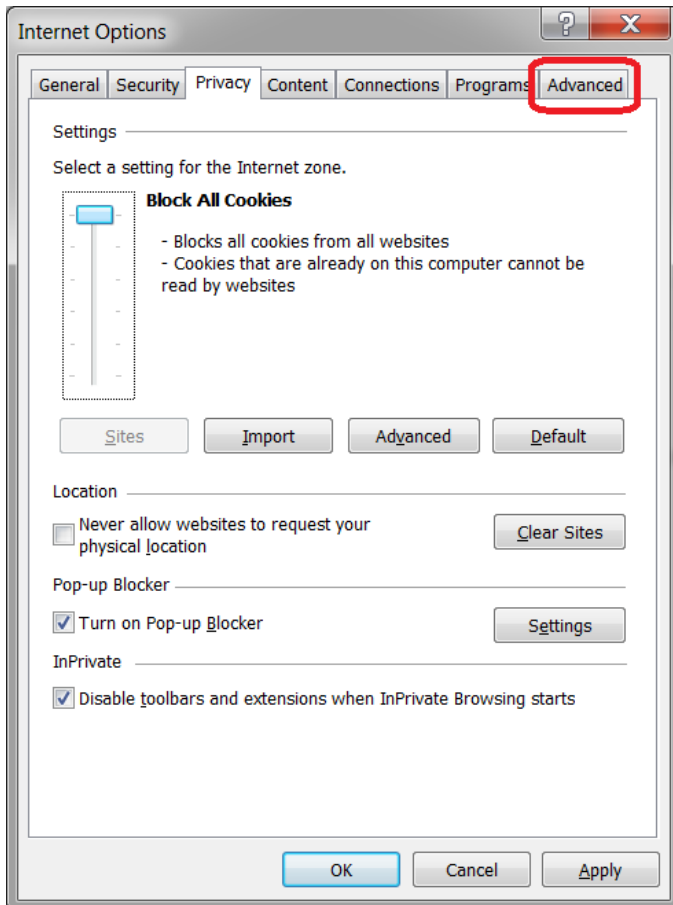 Internet Options
General Security Privacy Content Connections Programs Advanced
Settings
Select a setting for the Internet zone.
Block All Cookies
- Blocks all cookies from all websites
- Cookies that are already on this computer cannot be
read by websites
Sites Import Advanced Default
Location
Never allow websites to request your
physical location
Clear Sites
Pop-up Blocker
Turn on Pop-up Blocker
Settings
InPrivate
Disable toolbars and extensions when InPrivate Browsing starts
OK Cancel Apply